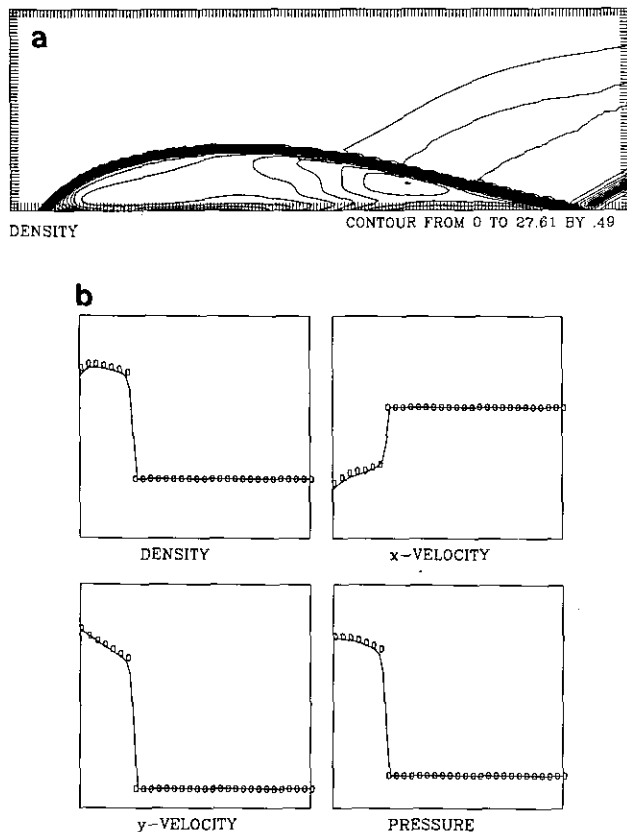 a
DENSITY
CONTOUR FROM 0 TO 27.61 BY .49
b
DENSITY
x-VELOCITY
y-VELOCITY
PRESSURE